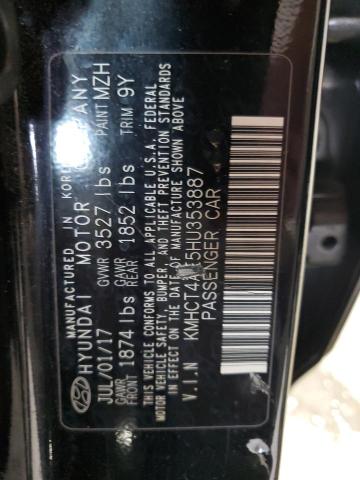 MANUFACTURED IN KOREA
HYUNDAI MOTOR COMPANY
JUL/01/17 GVWR 3527 lbs PAINT MZH
GAWR FRONT 1874 lbs GAWR REAR 1852 lbs TRIM 9Y
THIS VEHICLE CONFORMS TO ALL APPLICABLE U.S.A. FEDERAL
MOTOR VEHICLE SAFETY, BUMPER, AND THEFT PREVENTION STANDARDS
IN EFFECT ON THE DATE OF MANUFACTURE SHOWN ABOVE.
V.I.N
PASSENGER CAR